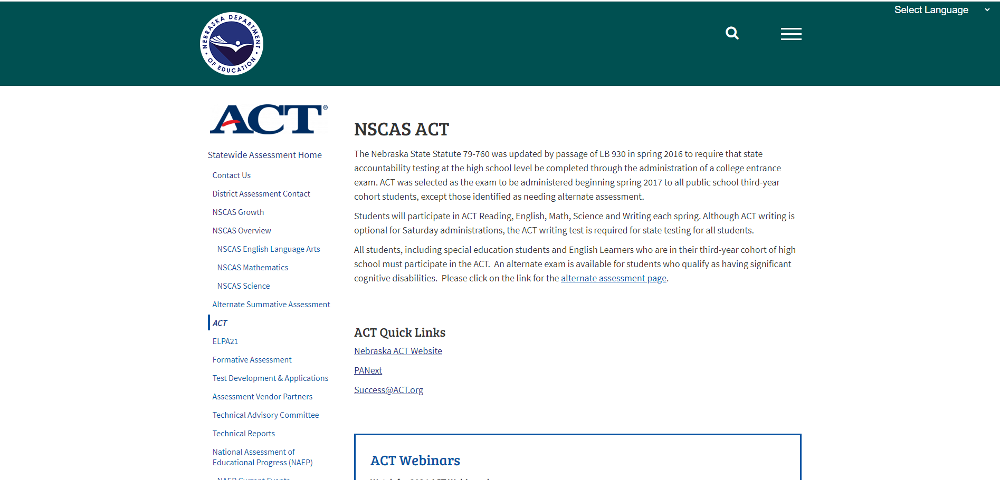 Select Language
NEBRASKA DEPARTMENT
OF EDUCATION
ACT®
Statewide Assessment Home
Contact Us
District Assessment Contact
NSCAS Growth
NSCAS Overview
NSCAS English Language Arts
NSCAS Mathematics
NSCAS Science
Alternate Summative Assessment
ACT
ELPA21
Formative Assessment
Test Development & Applications
Assessment Vendor Partners
Technical Advisory Committee
Technical Reports
National Assessment of
Educational Progress (NAEP)
NAEP Current Events
NSCAS ACT
The Nebraska State Statute 79-760 was updated by passage of LB 930 in spring 2016 to require that state
accountability testing at the high school level be completed through the administration of a college entrance
exam. ACT was selected as the exam to be administered beginning spring 2017 to all public school third-year
cohort students, except those identified as needing alternate assessment.
Students will participate in ACT Reading, English, Math, Science and Writing each spring. Although ACT writing is
optional for Saturday administrations, the ACT writing test is required for state testing for all students.
All students, including special education students and English Learners who are in their third-year cohort of high
school must participate in the ACT.  An alternate exam is available for students who qualify as having significant
cognitive disabilities.  Please click on the link for the alternate assessment page.
ACT Quick Links
Nebraska ACT Website
PANext
Success@ACT.org
ACT Webinars